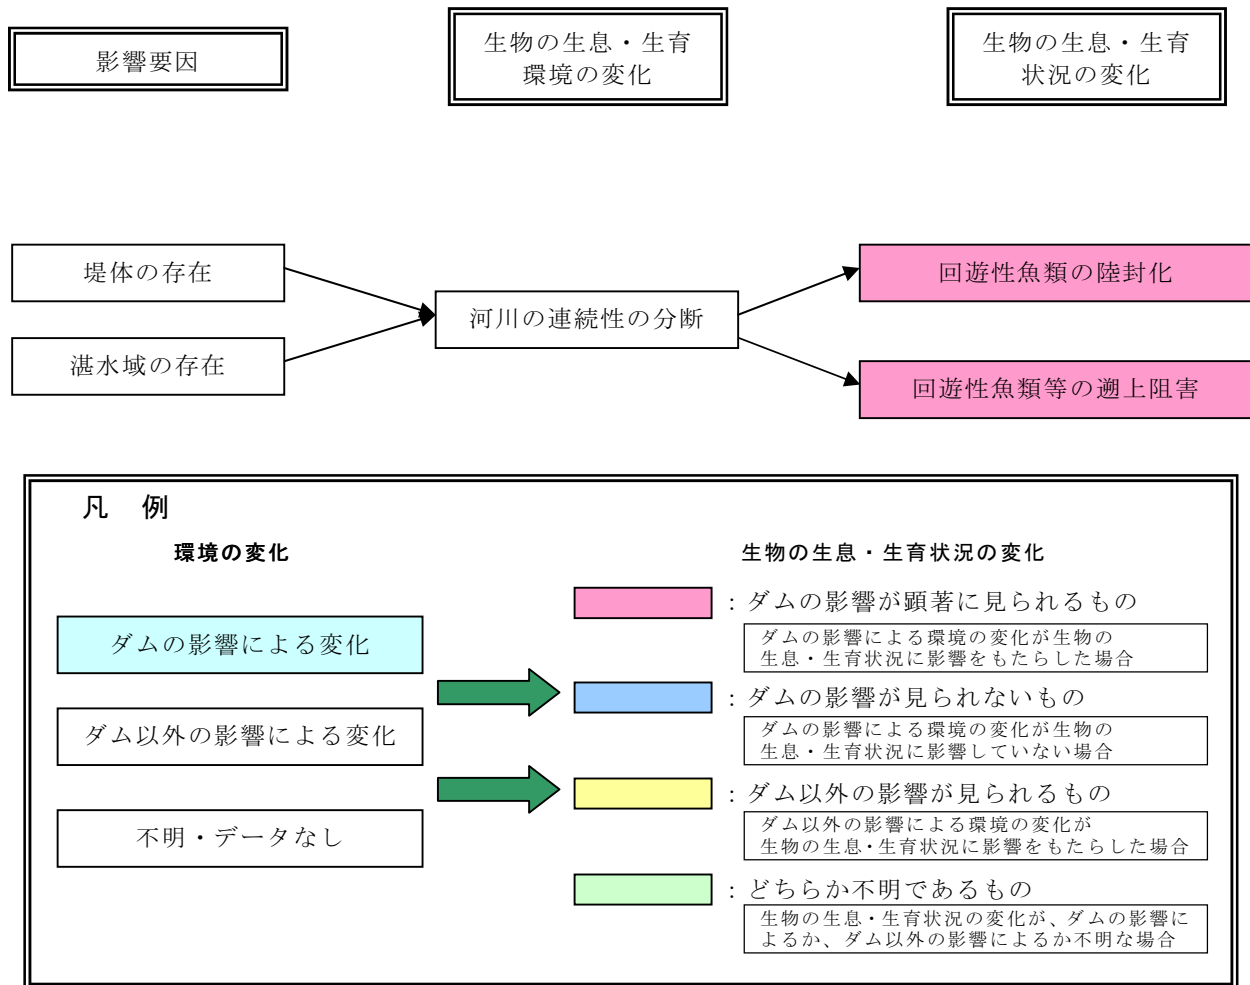 影響要因
生物の生息・生育
環境の変化
生物の生息・生育
状況の変化
堤体の存在
湛水域の存在
河川の連続性の分断
回遊性魚類の陸封化
回遊性魚類等の遡上阻害
凡 例
環境の変化
ダムの影響による変化
ダム以外の影響による変化
不明・データなし
生物の生息・生育状況の変化
：ダムの影響が顕著に見られるもの
ダムの影響による環境の変化が生物の
生息・生育状況に影響をもたらした場合
：ダムの影響が見られないもの
ダムの影響による環境の変化が生物の
生息・生育状況に影響していない場合
：ダム以外の影響が見られるもの
ダム以外の影響による環境の変化が
生物の生息・生育状況に影響をもたらした場合
：どちらか不明であるもの
生物の生息・生育状況の変化が、ダムの影響に
よるか、ダム以外の影響によるか不明な場合